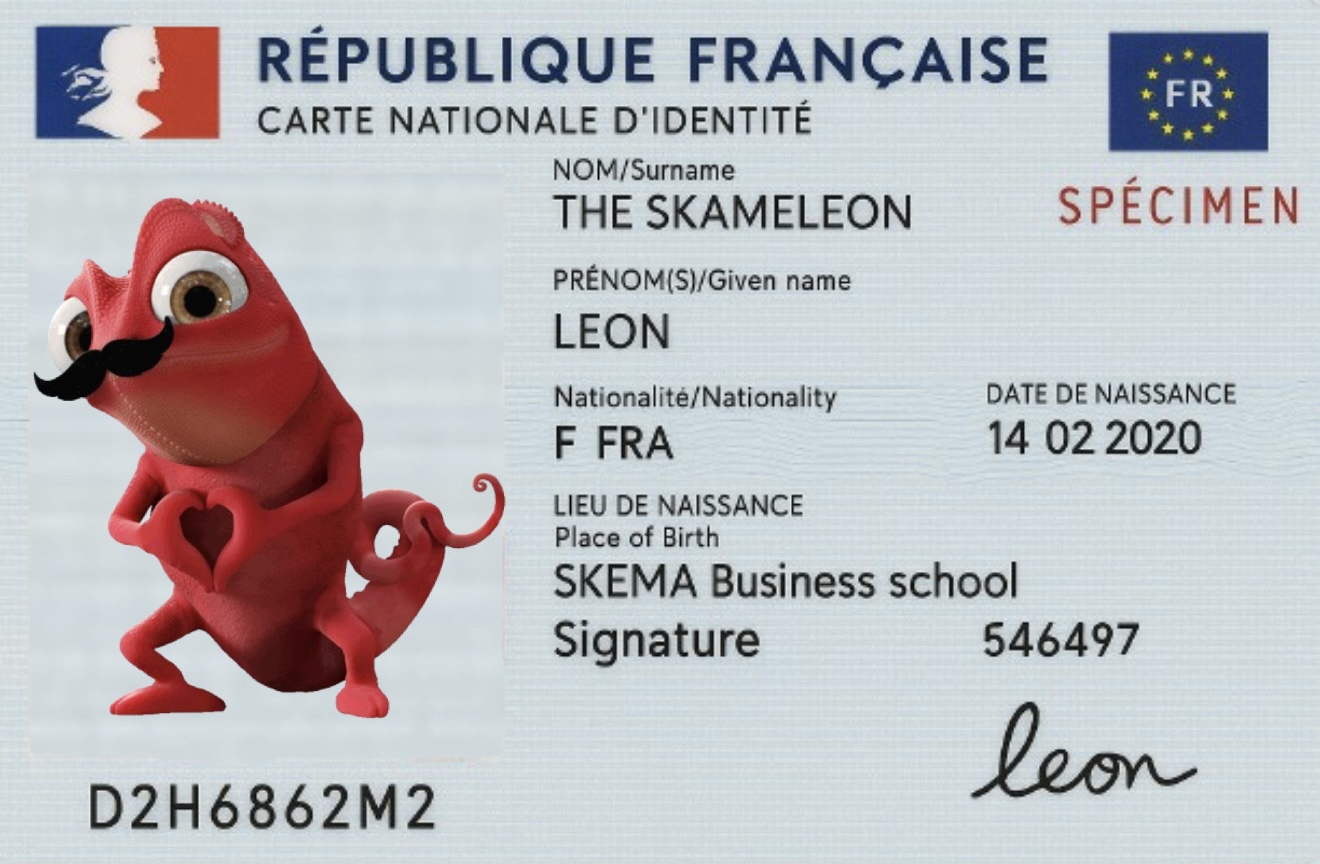 RÉPUBLIQUE FRANÇAISE
CARTE NATIONALE D'IDENTITÉ
FR
SPÉCIMEN
NOM/Surname
THE SKAMELEON
PRÉNOM(S)/Given name
LEON
Nationalité/Nationality
DATE DE NAISSANCE
F FRA
14 02 2020
LIEU DE NAISSANCE
Place of Birth
SKEMA Business school
Signature
546497
leon
D2H6862M2